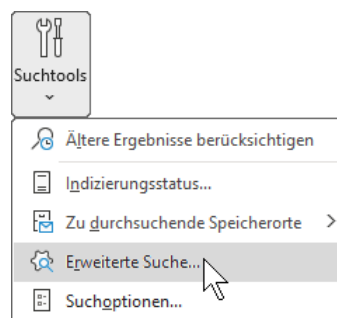 Suchtools
Ältere Ergebnisse berücksichtigen
Indizierungsstatus...
Zu durchsuchende Speicherorte
Erweiterte Suche...
Suchoptionen...